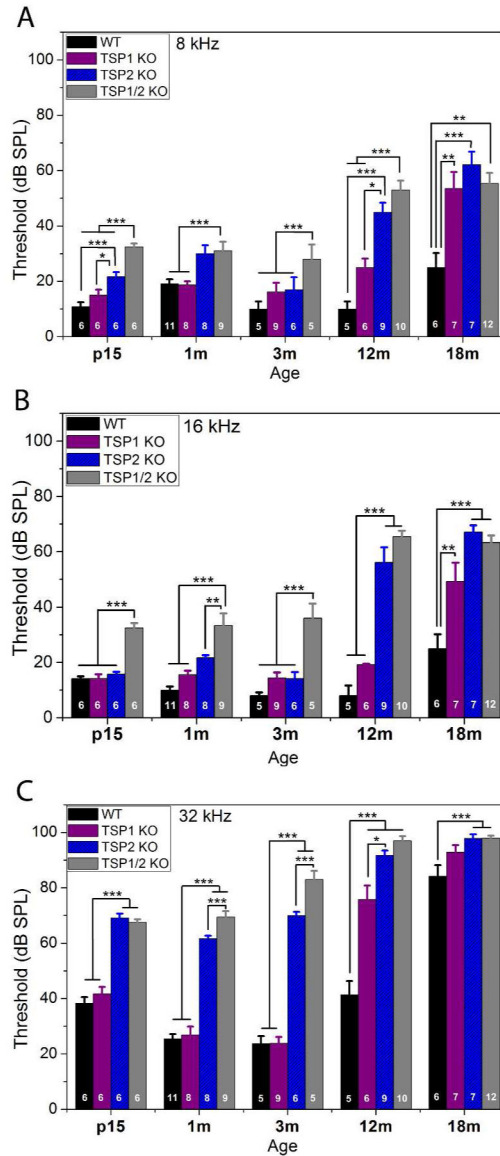 A
WT
TSP1 KO
TSP2 KO
TSP1/2 KO
8 kHz
Threshold (dB SPL)
100
80
60
40
20
0
*** *** * *** *** *** *** * ** *** **
6 6 6 6 11 8 8 9 5 9 6 5 5 6 9 10 6 7 7 12
p15 1m 3m 12m 18m
Age
B
WT
TSP1 KO
TSP2 KO
TSP1/2 KO
16 kHz
Threshold (dB SPL)
100
80
60
40
20
0
*** *** ** *** *** *** **
6 6 6 6 11 8 8 9 5 9 6 5 5 6 9 10 6 7 7 12
p15 1m 3m 12m 18m
Age
C
WT
TSP1 KO
TSP2 KO
TSP1/2 KO
32 kHz
Threshold (dB SPL)
100
80
60
40
20
0
*** *** *** *** *** *** * ***
6 6 6 6 11 8 8 9 5 9 6 5 5 6 9 10 6 7 7 12
p15 1m 3m 12m 18m
Age